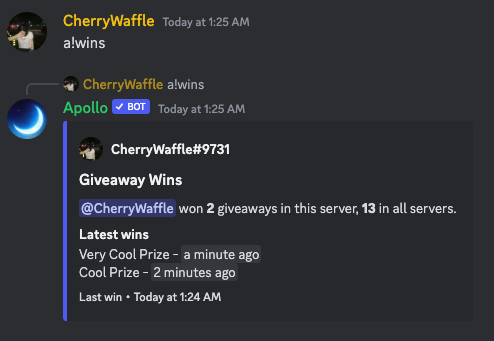 CherryWaffle Today at 1:25 AM
a!wins
CherryWaffle a!wins
Apollo ✓ BOT Today at 1:25 AM
CherryWaffle#9731
Giveaway Wins
@CherryWaffle won 2 giveaways in this server, 13 in all servers.
Latest wins
Very Cool Prize - a minute ago
Cool Prize - 2 minutes ago
Last win • Today at 1:24 AM